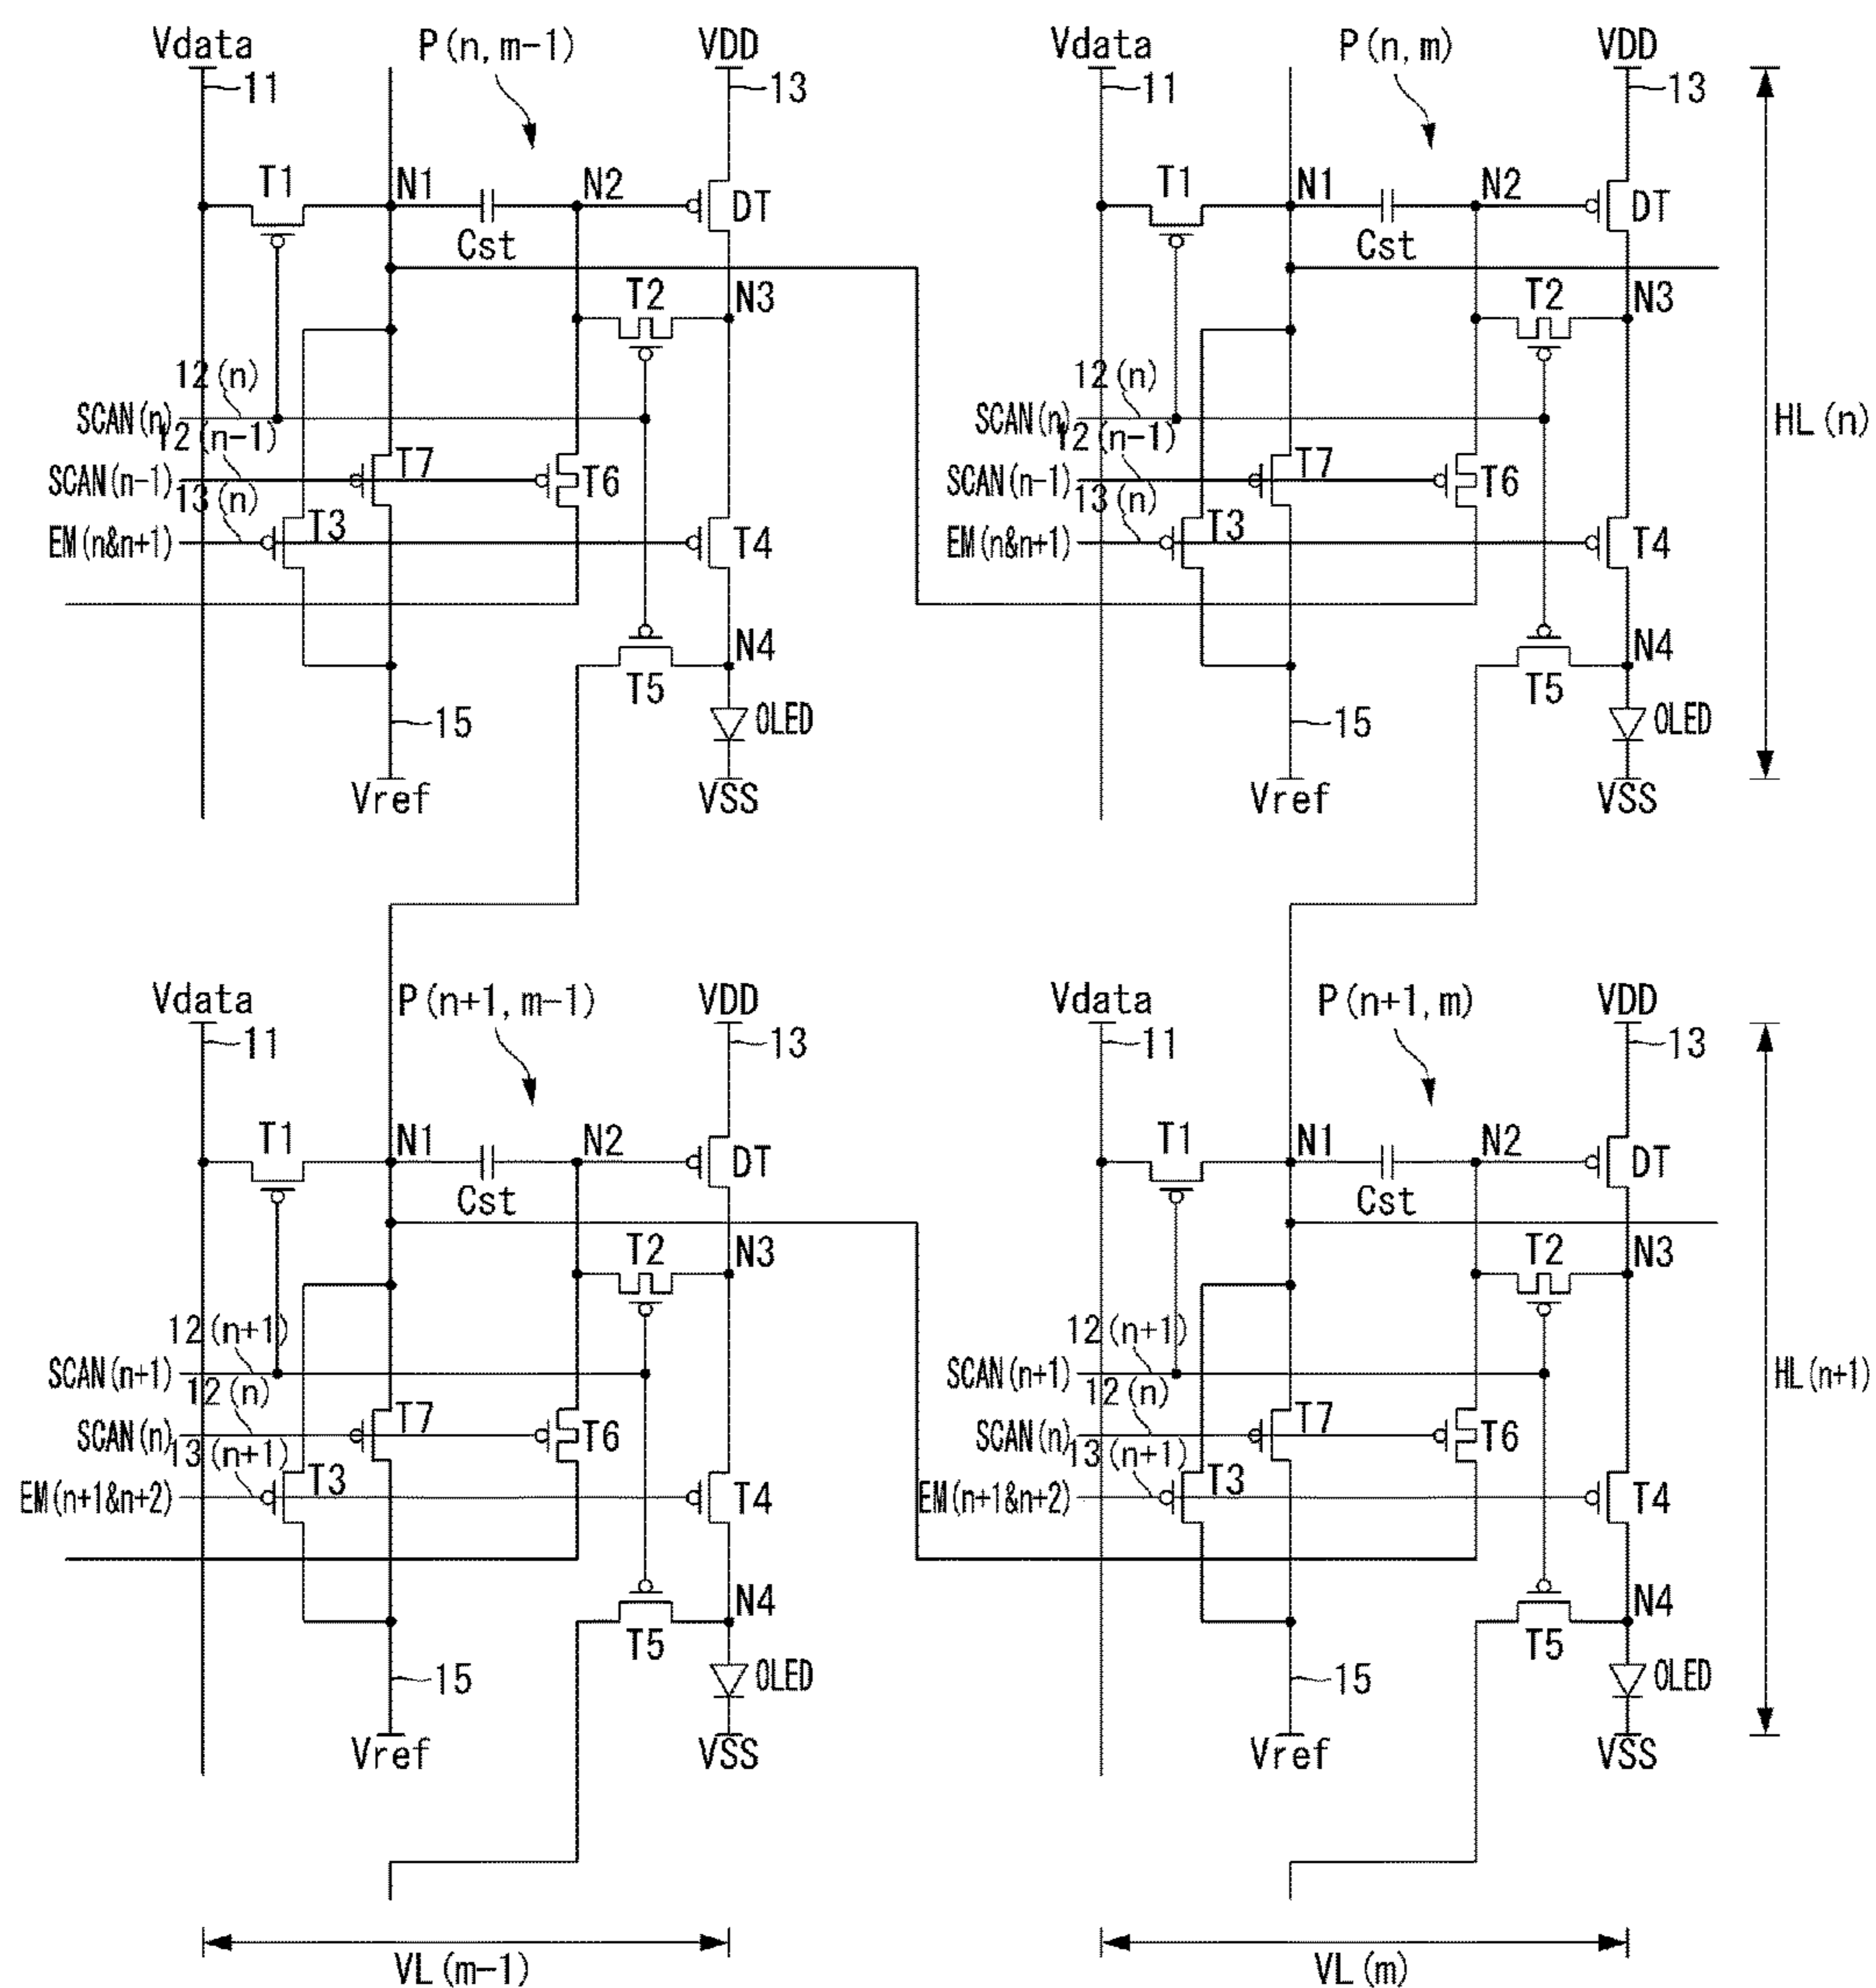 Vdata P(n,m-1) VDD Vdata P(n,m) VDD
11 13 11 13
T1 N1 N2 DT T1 N1 N2 DT
Cst Cst
T2 N3 T2 N3
12(n) 12(n)
SCAN(n) SCAN(n) HL(n)
12(n-1) 12(n-1)
SCAN(n-1) T7 T6 SCAN(n-1) T7 T6
13(n) 13(n)
EM(n&n+1) T3 T4 EM(n&n+1) T3 T4
T5 N4 T5 N4
15 OLED 15 OLED
Vref VSS Vref VSS
Vdata P(n+1,m-1) VDD Vdata P(n+1,m) VDD
11 13 11 13
T1 N1 N2 DT T1 N1 N2 DT
Cst Cst
T2 N3 T2 N3
12(n+1) 12(n+1)
SCAN(n+1) SCAN(n+1) HL(n+1)
12(n) 12(n)
SCAN(n) T7 T6 SCAN(n) T7 T6
13(n+1) 13(n+1)
EM(n+1&n+2) T3 T4 EM(n+1&n+2) T3 T4
T5 N4 T5 N4
15 OLED 15 OLED
Vref VSS Vref VSS
VL(m-1) VL(m)